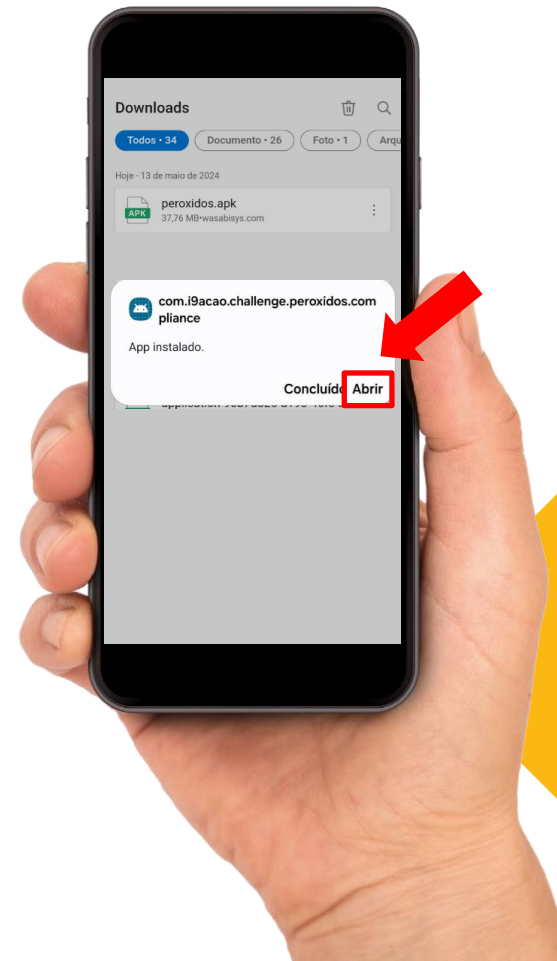 Downloads
Todos • 34
Documento • 26
Foto • 1
Arqu
Hoje - 13 de maio de 2024
APK
peroxidos.apk
37,76 MB•wasabisys.com
com.i9acao.challenge.peroxidos.com
pliance
App instalado.
Concluído
Abrir